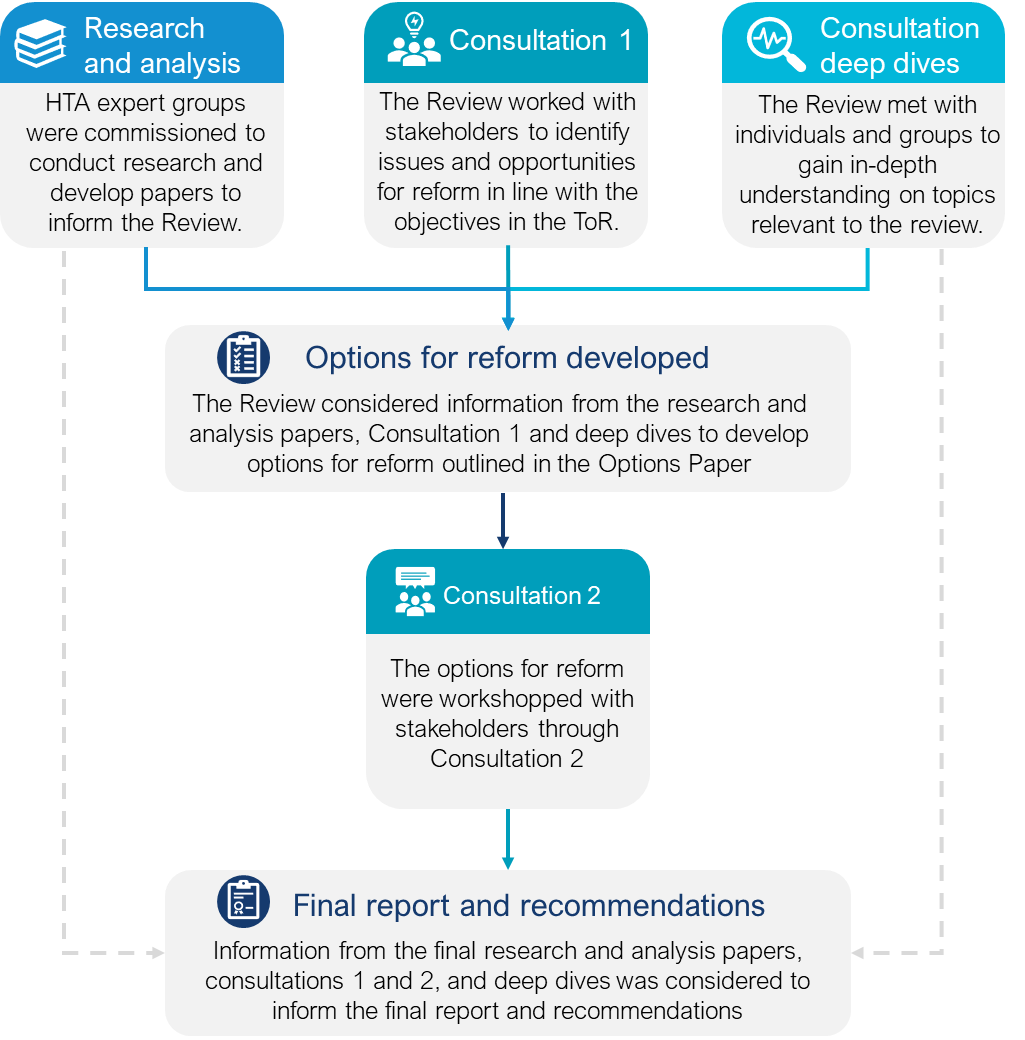 Research
and analysis
HTA expert groups
were commissioned to
conduct research and
develop papers to
inform the Review.
Consultation 1
The Review worked with
stakeholders to identify
issues and opportunities
for reform in line with the
objectives in the ToR.
Consultation
deep dives
The Review met with
individuals and groups to
gain in-depth
understanding on topics
relevant to the review.
Options for reform developed
The Review considered information from the research and
analysis papers, Consultation 1 and deep dives to develop
options for reform outlined in the Options Paper
Consultation 2
The options for reform
were workshopped with
stakeholders through
Consultation 2
Final report and recommendations
Information from the final research and analysis papers,
consultations 1 and 2, and deep dives was considered to
inform the final report and recommendations